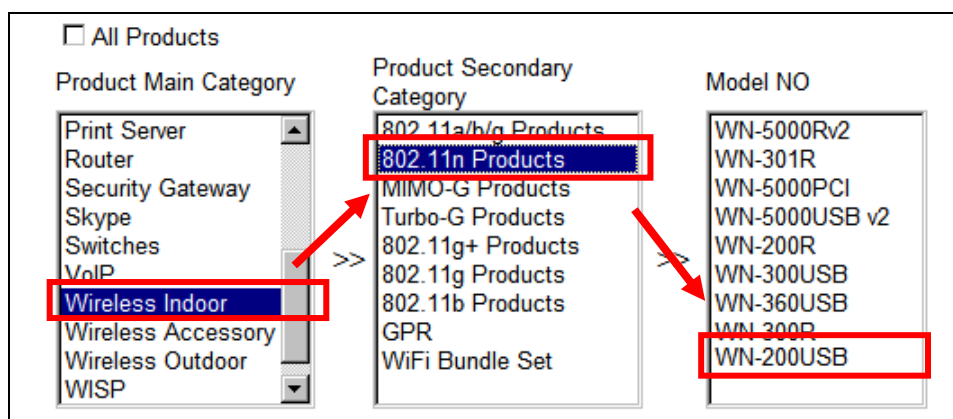 All Products
Product Main Category
Product Secondary
Category
Model NO
Print Server
Router
Security Gateway
Skype
Switches
VoIP
Wireless Indoor
Wireless Accessory
Wireless Outdoor
WISP
>>
802.11a/b/g Products
802.11n Products
MIMO-G Products
Turbo-G Products
802.11g+ Products
802.11g Products
802.11b Products
GPR
WiFi Bundle Set
>>
WN-5000Rv2
WN-301R
WN-5000PCI
WN-5000USB v2
WN-200R
WN-300USB
WN-360USB
WN-300R
WN-200USB